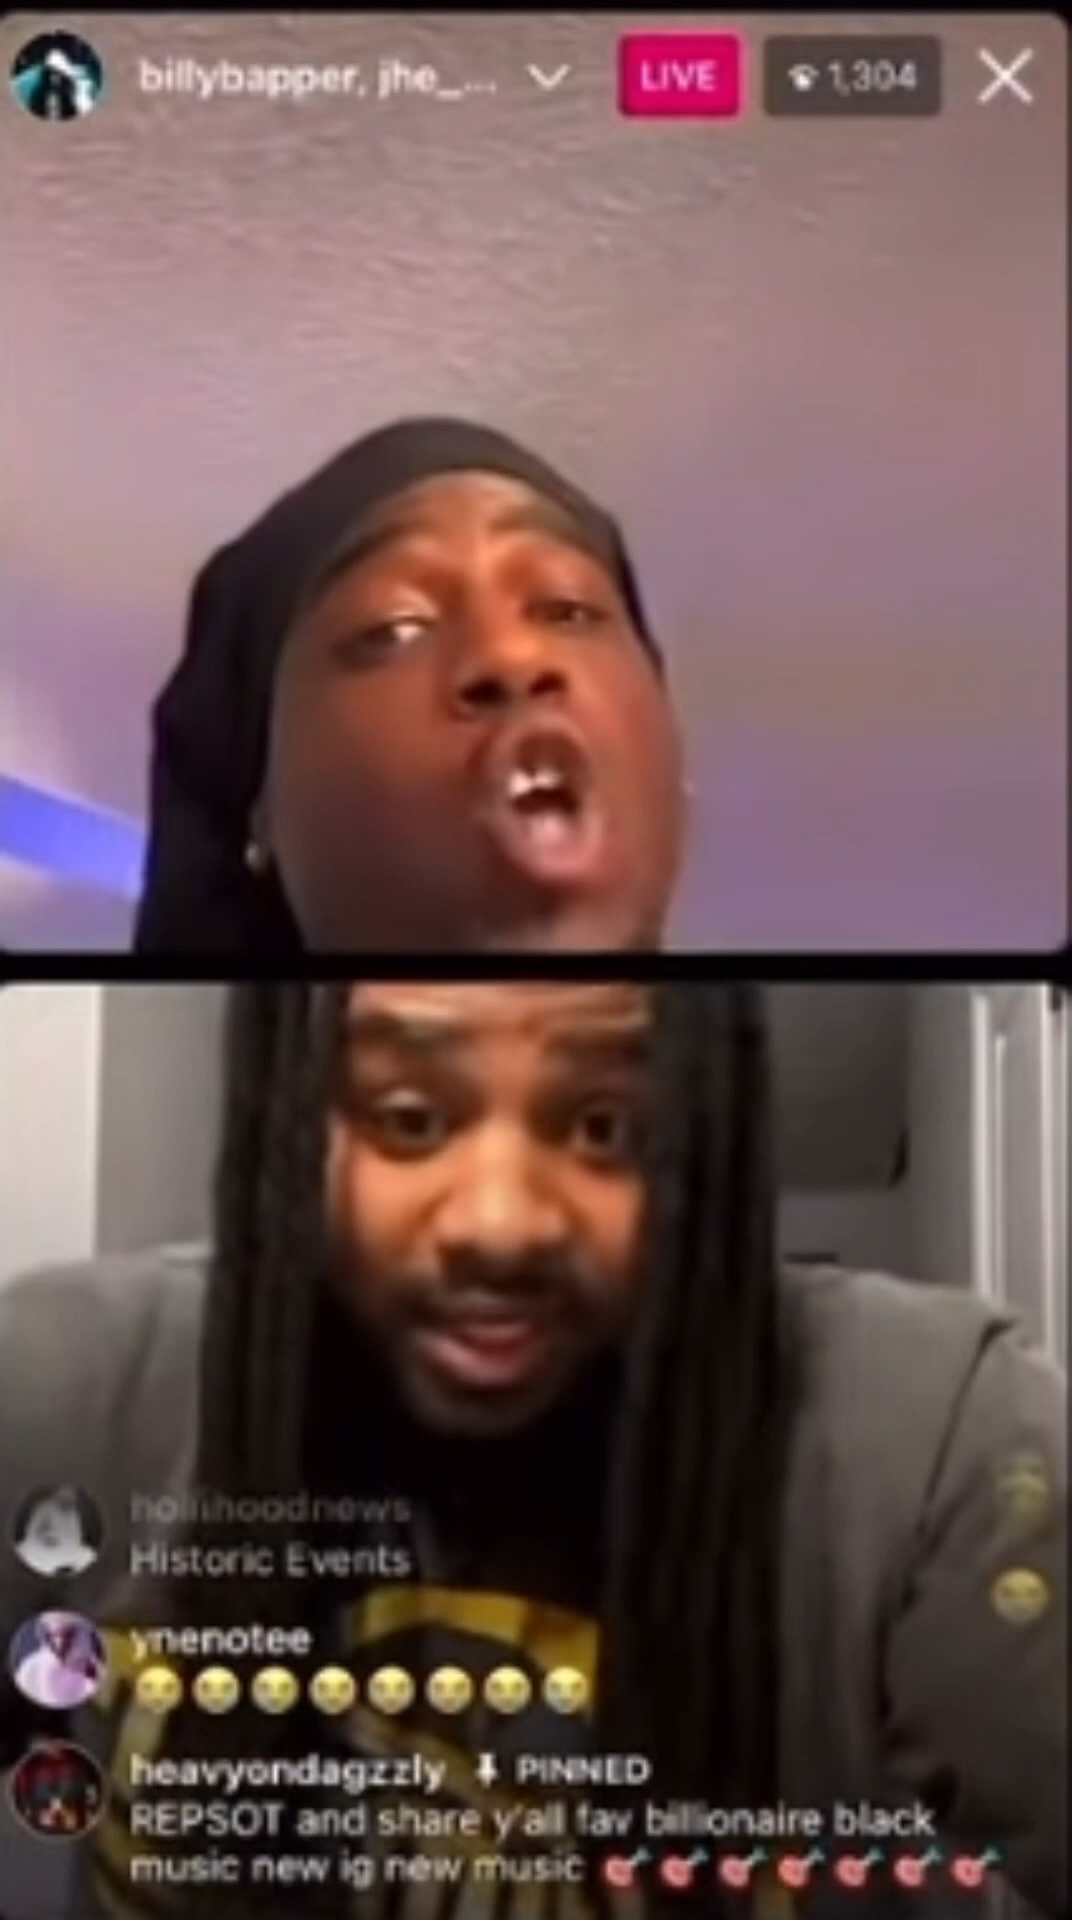 billybapper, jhe_...
LIVE
1,304
hollihoodnews
Historic Events
ynenotee
heavyondagzzly PINNED
REPSOT and share y'all fav billionaire black
music new ig new music